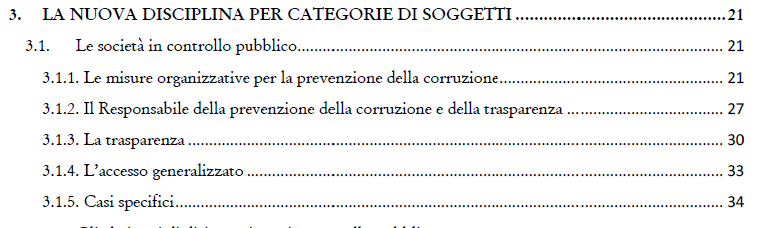 3. LA NUOVA DISCIPLINA PER CATEGORIE DI SOGGETTI ........................................... 21
3.1. Le società in controllo pubblico................................................................................... 21
3.1.1. Le misure organizzative per la prevenzione della corruzione............................................ 21
3.1.2. Il Responsabile della prevenzione della corruzione e della trasparenza .............................. 27
3.1.3. La trasparenza ......................................................................................................... 30
3.1.4. L’accesso generalizzato ............................................................................................. 33
3.1.5. Casi specifici............................................................................................................ 34